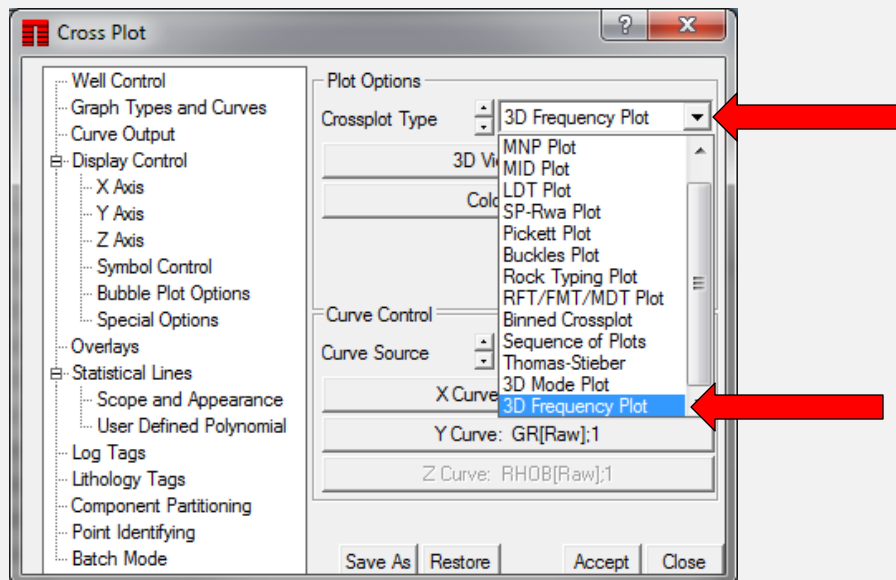 Cross Plot
?
X
Well Control
Graph Types and Curves
Curve Output
Display Control
X Axis
Y Axis
Z Axis
Symbol Control
Bubble Plot Options
Special Options
Overlays
Statistical Lines
Scope and Appearance
User Defined Polynomial
Log Tags
Lithology Tags
Component Partitioning
Point Identifying
Batch Mode
Plot Options
Crossplot Type
3D Frequency Plot
3D Vi
Colo
MNP Plot
MID Plot
LDT Plot
SP-Rwa Plot
Pickett Plot
Buckles Plot
Rock Typing Plot
RFT/FMT/MDT Plot
Binned Crossplot
Sequence of Plots
Thomas-Stieber
3D Mode Plot
3D Frequency Plot
Curve Control
Curve Source
X Curve
Y Curve: GR[Raw];1
Z Curve: RHOB[Raw];1
Save As
Restore
Accept
Close